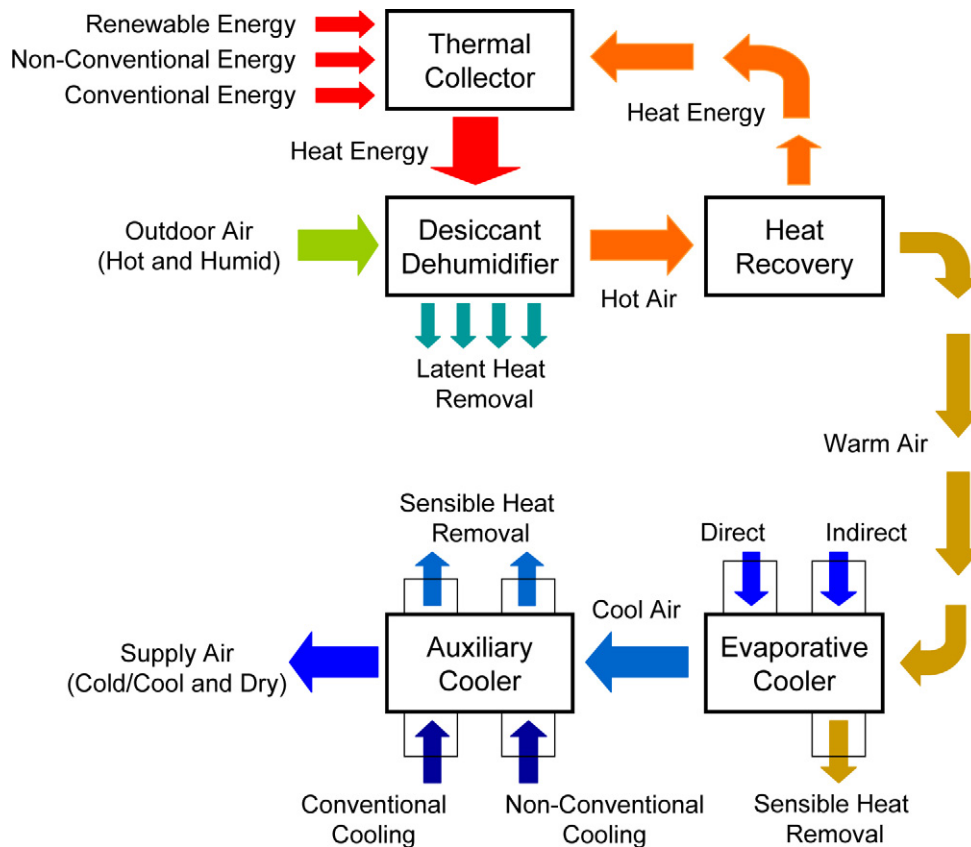 Renewable Energy
Non-Conventional Energy
Conventional Energy
Thermal
Collector
Heat Energy
Heat Energy
Outdoor Air
(Hot and Humid)
Desiccant
Dehumidifier
Hot Air
Heat
Recovery
Latent Heat
Removal
Warm Air
Sensible Heat
Removal
Direct
Indirect
Cool Air
Supply Air
(Cold/Cool and Dry)
Auxiliary
Cooler
Evaporative
Cooler
Conventional
Cooling
Non-Conventional
Cooling
Sensible Heat
Removal